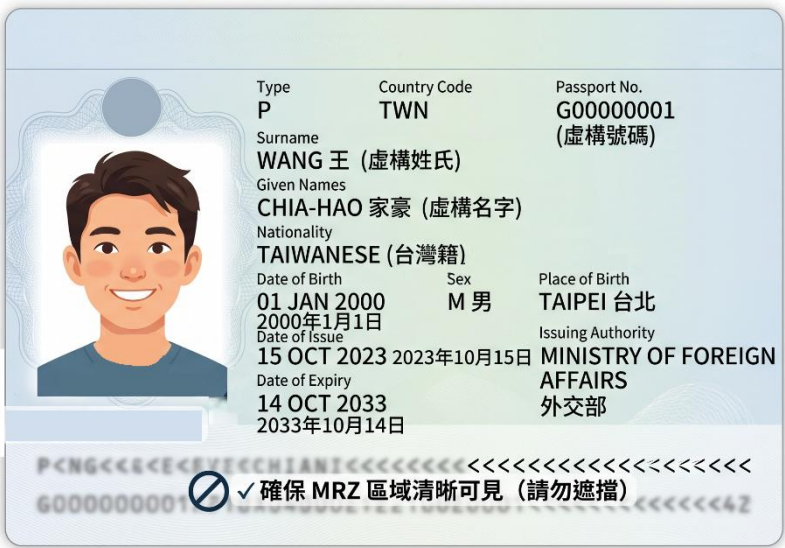 Type Country Code Passport No.
P TWN G00000001
(虛構號碼)
Surname
WANG 王 (虛構姓氏)
Given Names
CHIA-HAO 家豪 (虛構名字)
Nationality
TAIWANESE (台灣籍)
Date of Birth Sex Place of Birth
01 JAN 2000 M 男 TAIPEI 台北
2000年1月1日
Date of Issue Issuing Authority
15 OCT 2023 2023年10月15日 MINISTRY OF FOREIGN
AFFAIRS
Date of Expiry
14 OCT 2033 外交部
2033年10月14日
<<<<<<<<<<<<<<<<<<<
✓確保 MRZ 區域清晰可見(請勿遮擋)